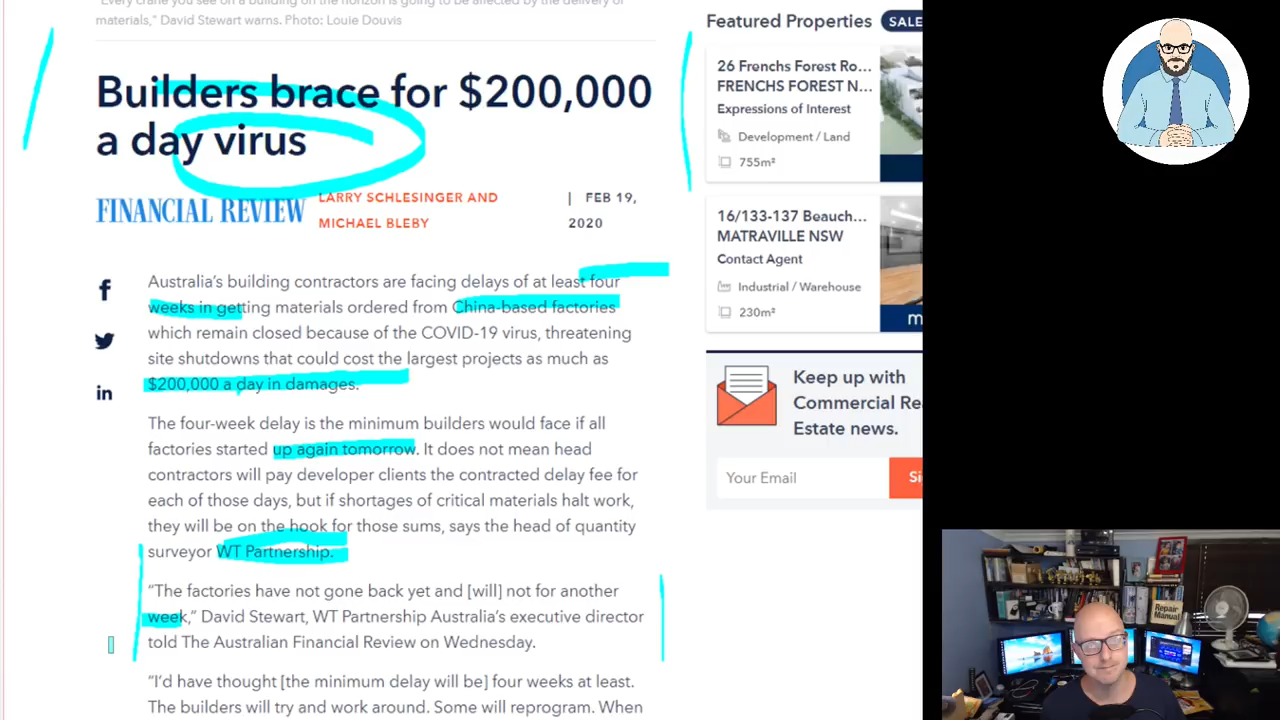 "Every crane you see on a building on the horizon is going to be affected by the delivery of
materials," David Stewart warns. Photo: Louie Douvis
Builders brace for $200,000
a day virus
FINANCIAL REVIEW
LARRY SCHLESINGER AND
MICHAEL BLEBY
| FEB 19,
2020
Australia's building contractors are facing delays of at least four
weeks in getting materials ordered from China-based factories
which remain closed because of the COVID-19 virus, threatening
site shutdowns that could cost the largest projects as much as
$200,000 a day in damages.
The four-week delay is the minimum builders would face if all
factories started up again tomorrow. It does not mean head
contractors will pay developer clients the contracted delay fee for
each of those days, but if shortages of critical materials halt work,
they will be on the hook for those sums, says the head of quantity
surveyor WT Partnership.
"The factories have not gone back yet and [will] not for another
week," David Stewart, WT Partnership Australia's executive director
told The Australian Financial Review on Wednesday.
"I'd have thought [the minimum delay will be] four weeks at least.
The builders will try and work around. Some will reprogram. When
Featured Properties
SALE
26 Frenchs Forest Ro...
FRENCHS FOREST N...
Expressions of Interest
Development / Land
755m²
16/133-137 Beauch...
MATRAVILLE NSW
Contact Agent
Industrial / Warehouse
230m²
m
Keep up with
Commercial Re
Estate news.
Your Email
Si
Repair
Manual